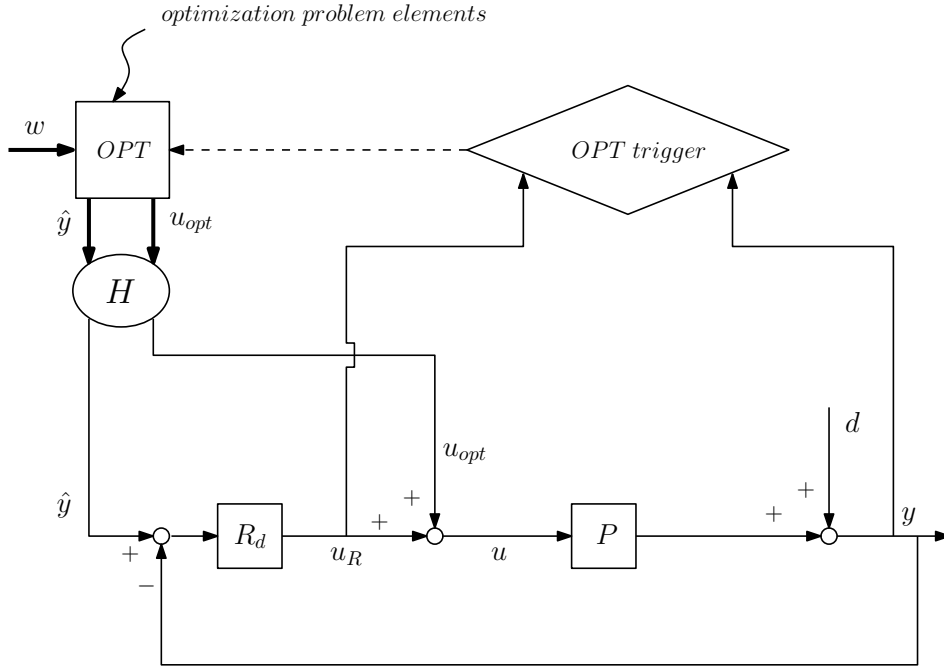 optimization problem elements
w
OPT
OPT trigger
ŷ
u_opt
H
d
u_opt
ŷ
+
+
+
+
y
R_d
P
+
−
u_R
u